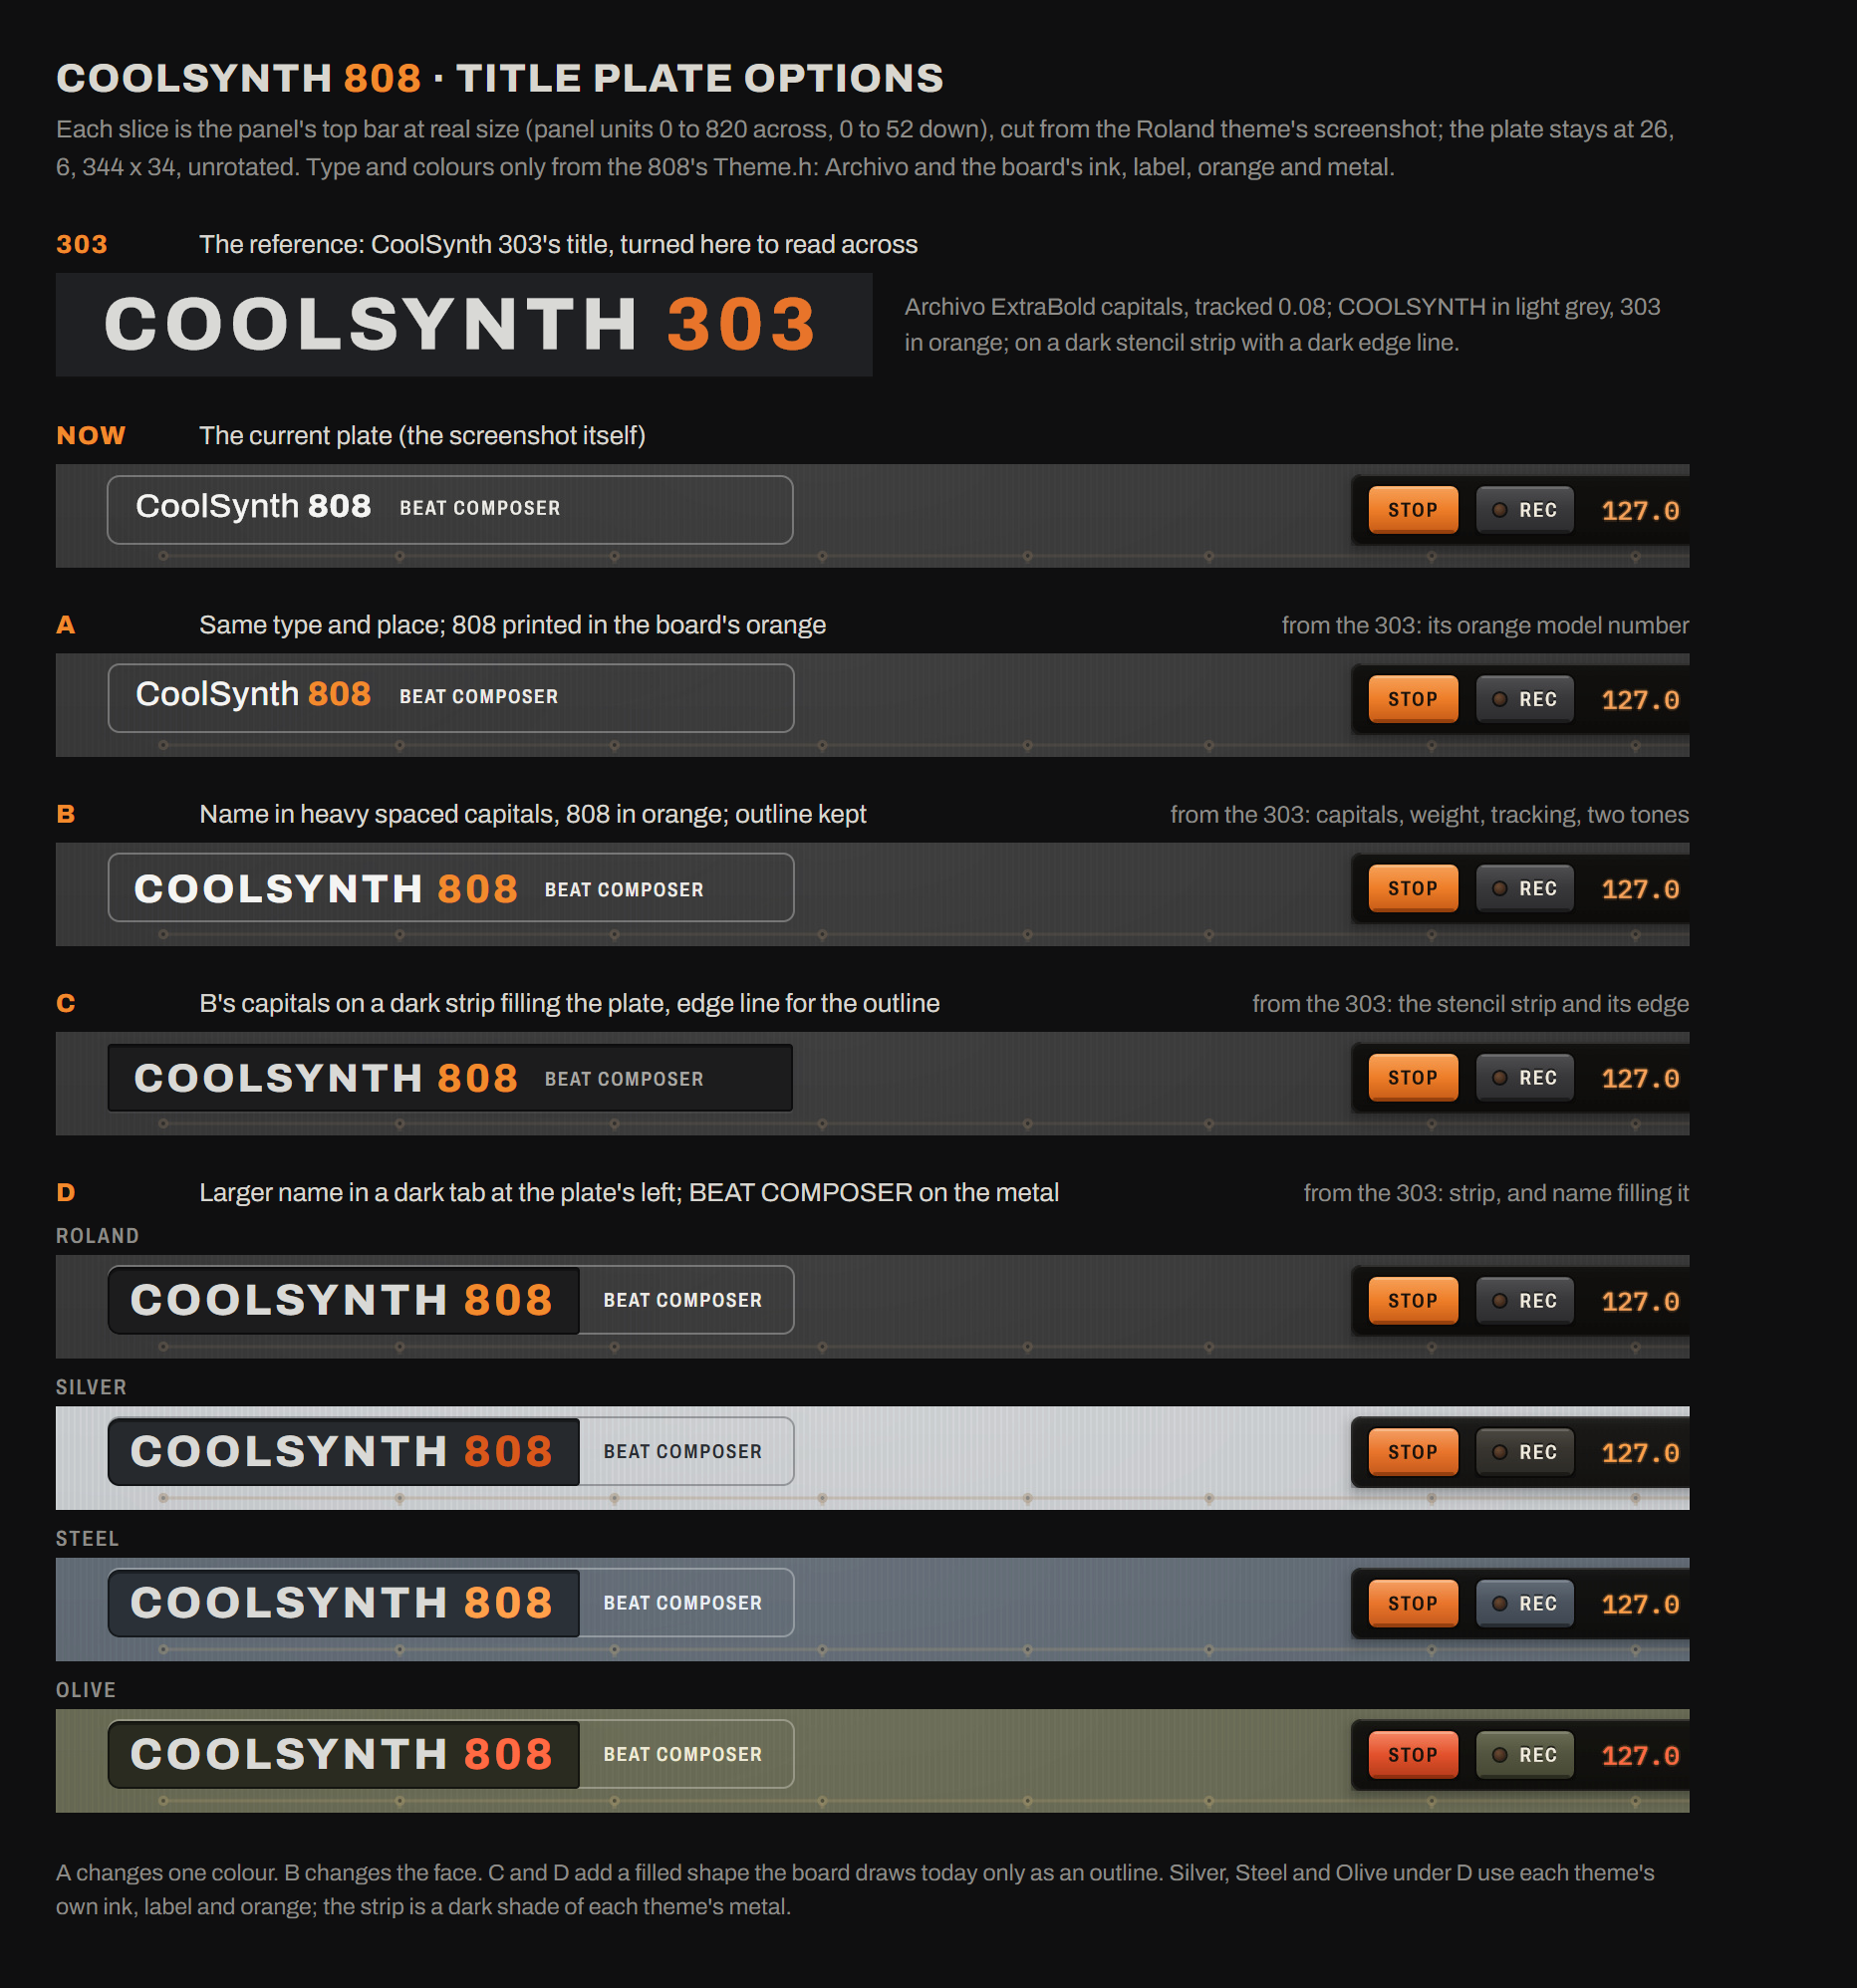 COOLSYNTH 808 · TITLE PLATE OPTIONS
Each slice is the panel's top bar at real size (panel units 0 to 820 across, 0 to 52 down), cut from the Roland theme's screenshot; the plate stays at 26,
6, 344 x 34, unrotated. Type and colours only from the 808's Theme.h: Archivo and the board's ink, label, orange and metal.
303 The reference: CoolSynth 303's title, turned here to read across
COOLSYNTH 303
Archivo ExtraBold capitals, tracked 0.08; COOLSYNTH in light grey, 303
in orange; on a dark stencil strip with a dark edge line.
NOW The current plate (the screenshot itself)
CoolSynth 808 BEAT COMPOSER STOP REC 127.0
A Same type and place; 808 printed in the board's orange from the 303: its orange model number
CoolSynth 808 BEAT COMPOSER STOP REC 127.0
B Name in heavy spaced capitals, 808 in orange; outline kept from the 303: capitals, weight, tracking, two tones
COOLSYNTH 808 BEAT COMPOSER STOP REC 127.0
C B's capitals on a dark strip filling the plate, edge line for the outline from the 303: the stencil strip and its edge
COOLSYNTH 808 BEAT COMPOSER STOP REC 127.0
D Larger name in a dark tab at the plate's left; BEAT COMPOSER on the metal from the 303: strip, and name filling it
ROLAND
COOLSYNTH 808 BEAT COMPOSER STOP REC 127.0
SILVER
COOLSYNTH 808 BEAT COMPOSER STOP REC 127.0
STEEL
COOLSYNTH 808 BEAT COMPOSER STOP REC 127.0
OLIVE
COOLSYNTH 808 BEAT COMPOSER STOP REC 127.0
A changes one colour. B changes the face. C and D add a filled shape the board draws today only as an outline. Silver, Steel and Olive under D use each theme's
own ink, label and orange; the strip is a dark shade of each theme's metal.